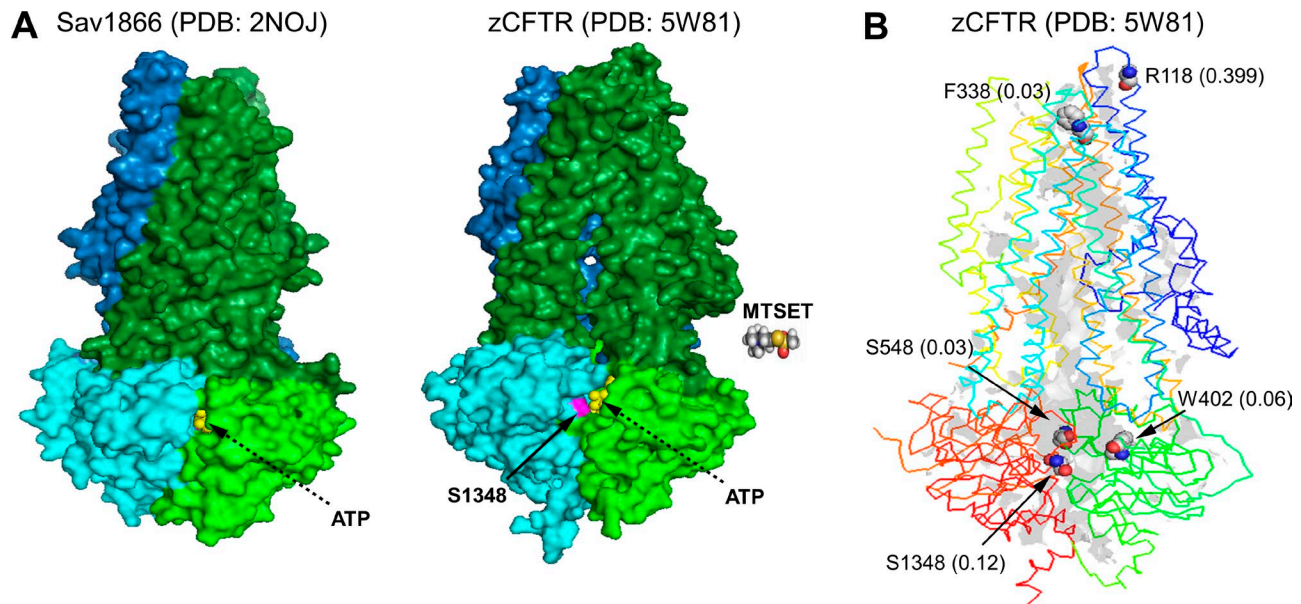 A
Sav1866 (PDB: 2NOJ)
zCFTR (PDB: 5W81)
MTSET
ATP
S1348
ATP
B
zCFTR (PDB: 5W81)
F338 (0.03)
R118 (0.399)
S548 (0.03)
W402 (0.06)
S1348 (0.12)